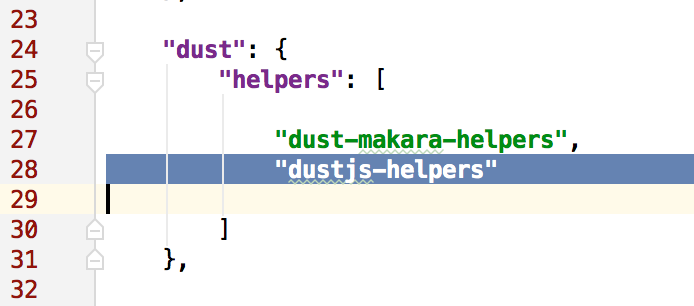 23
24 "dust": {
25 "helpers": [
26
27 "dust-makara-helpers",
28 "dustjs-helpers"
29
30 ]
31 },
32